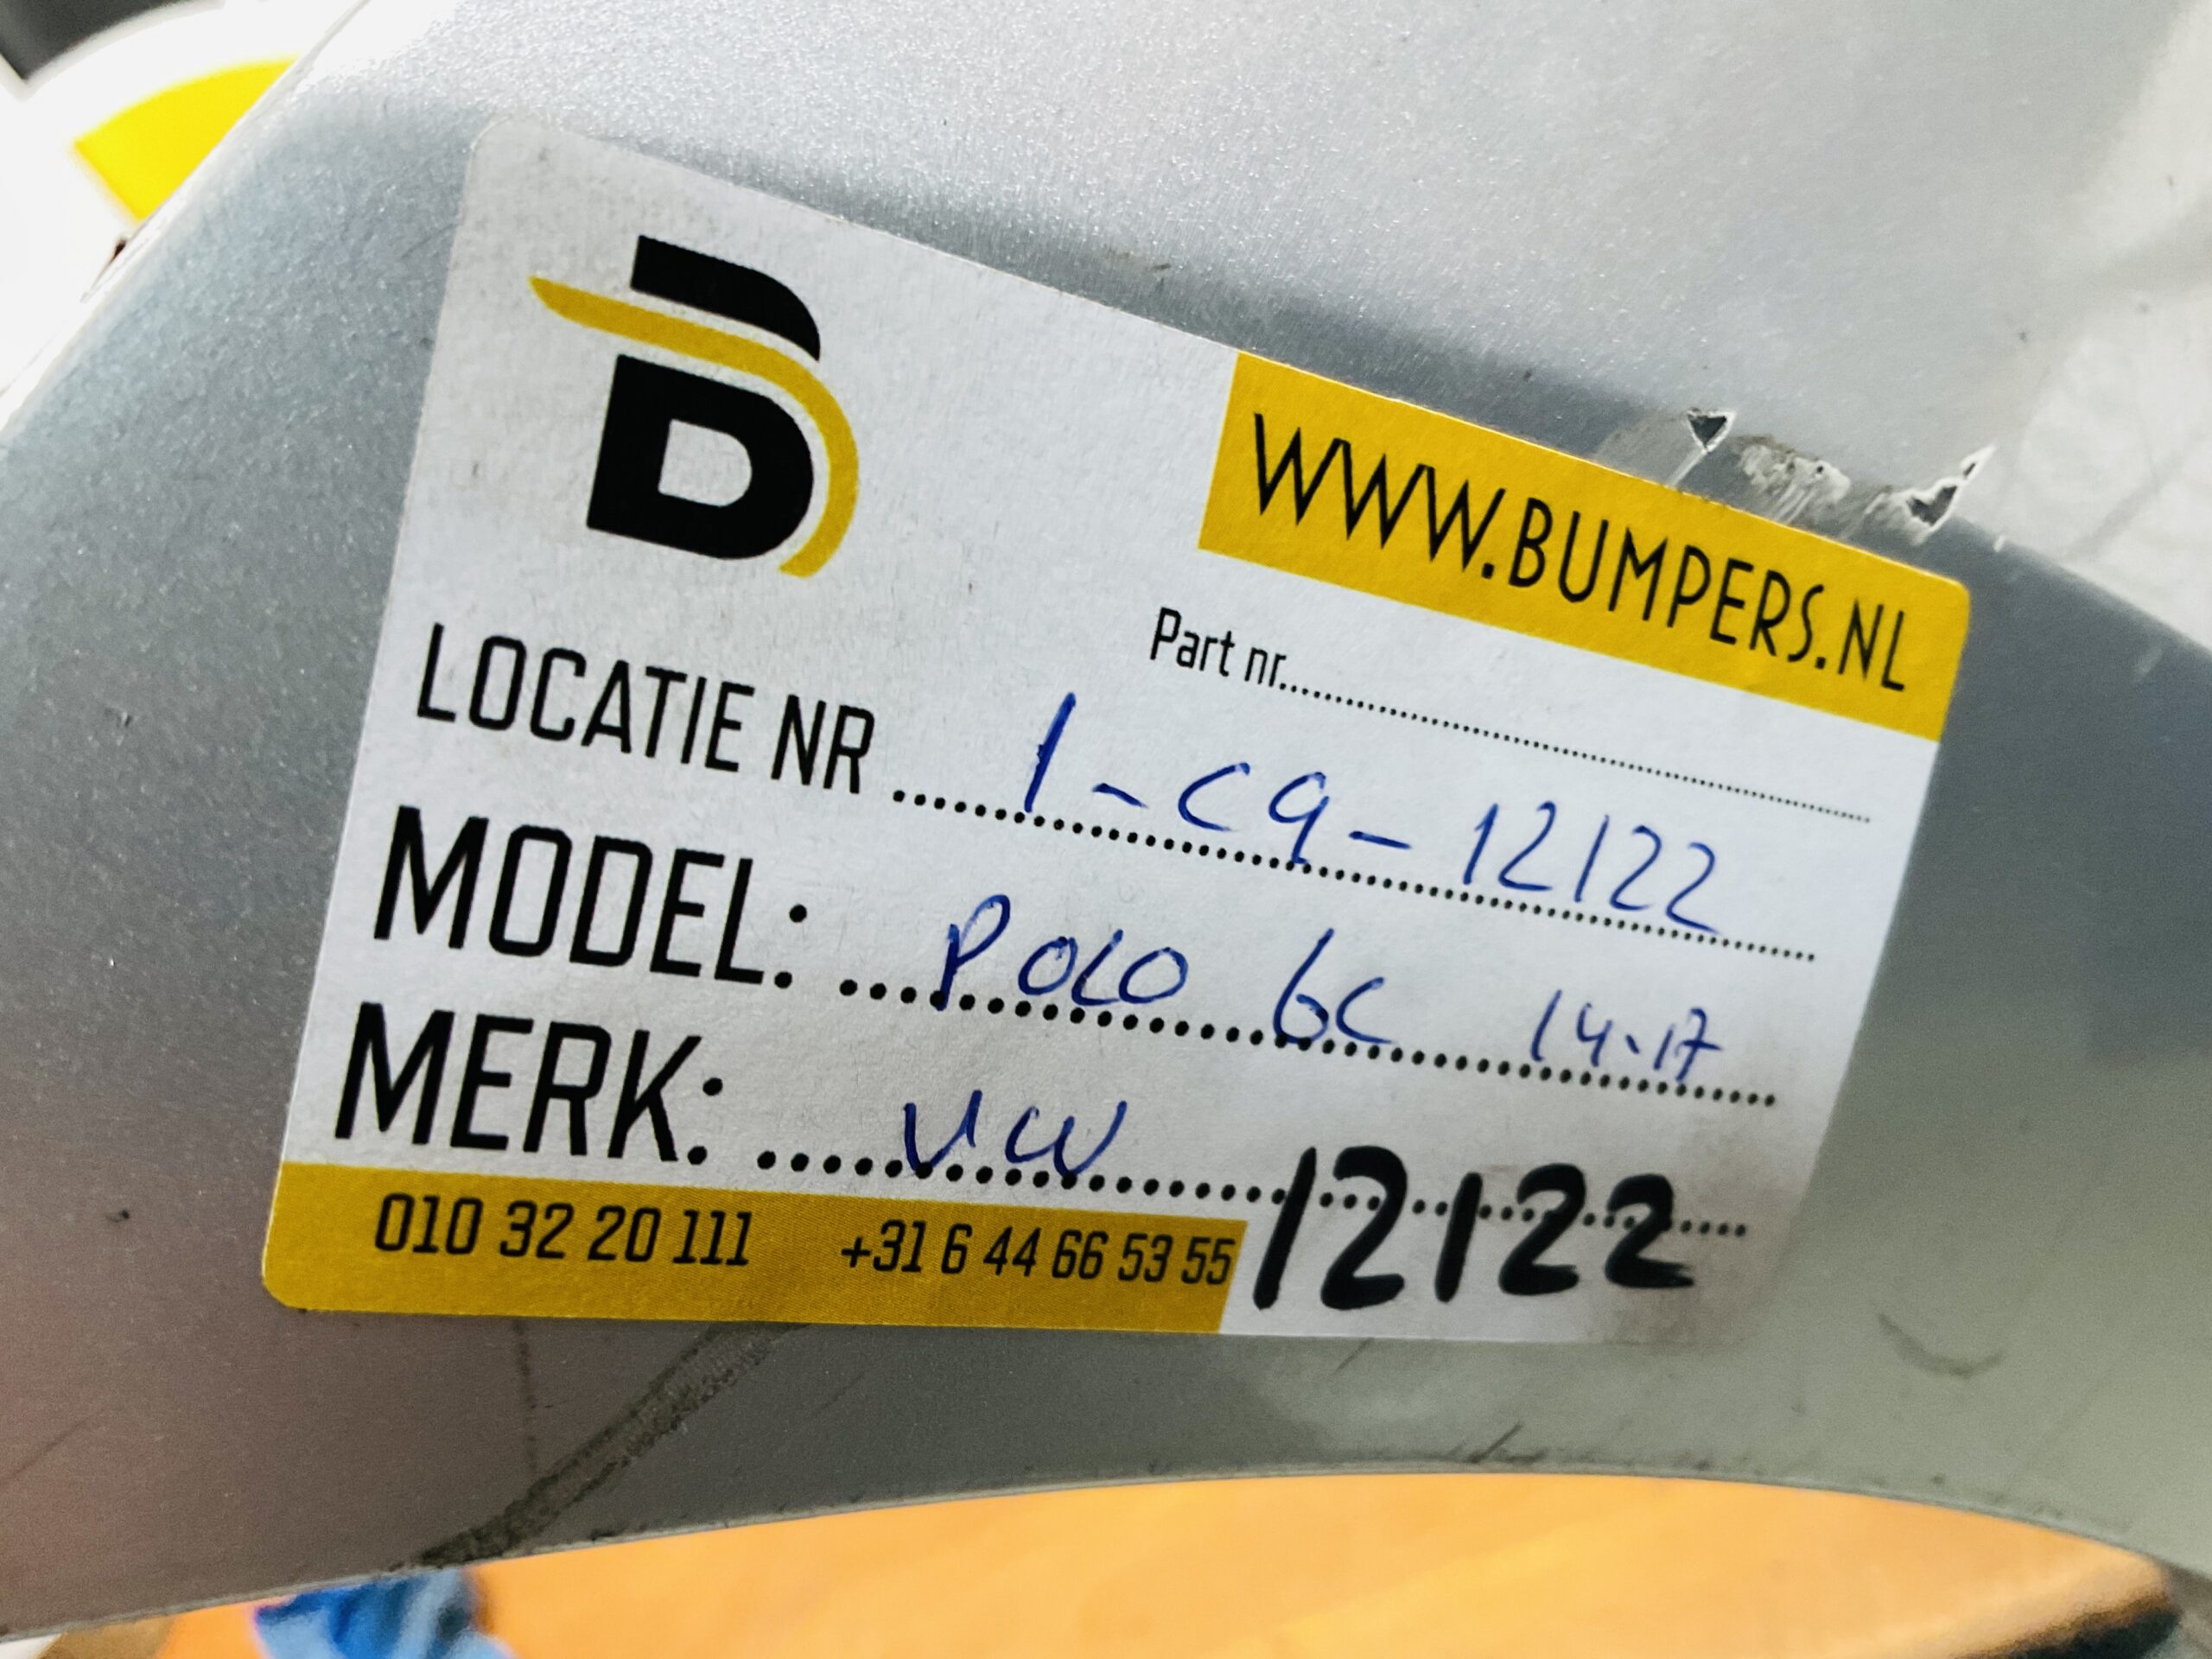 B
WWW.BUMPERS.NL
Part nr..............................
LOCATIE NR ...... 1-C9-12122
MODEL: ... POLO 6C 14-17
MERK: ..... VW
12122
010 32 20 111 +31 6 44 66 53 55